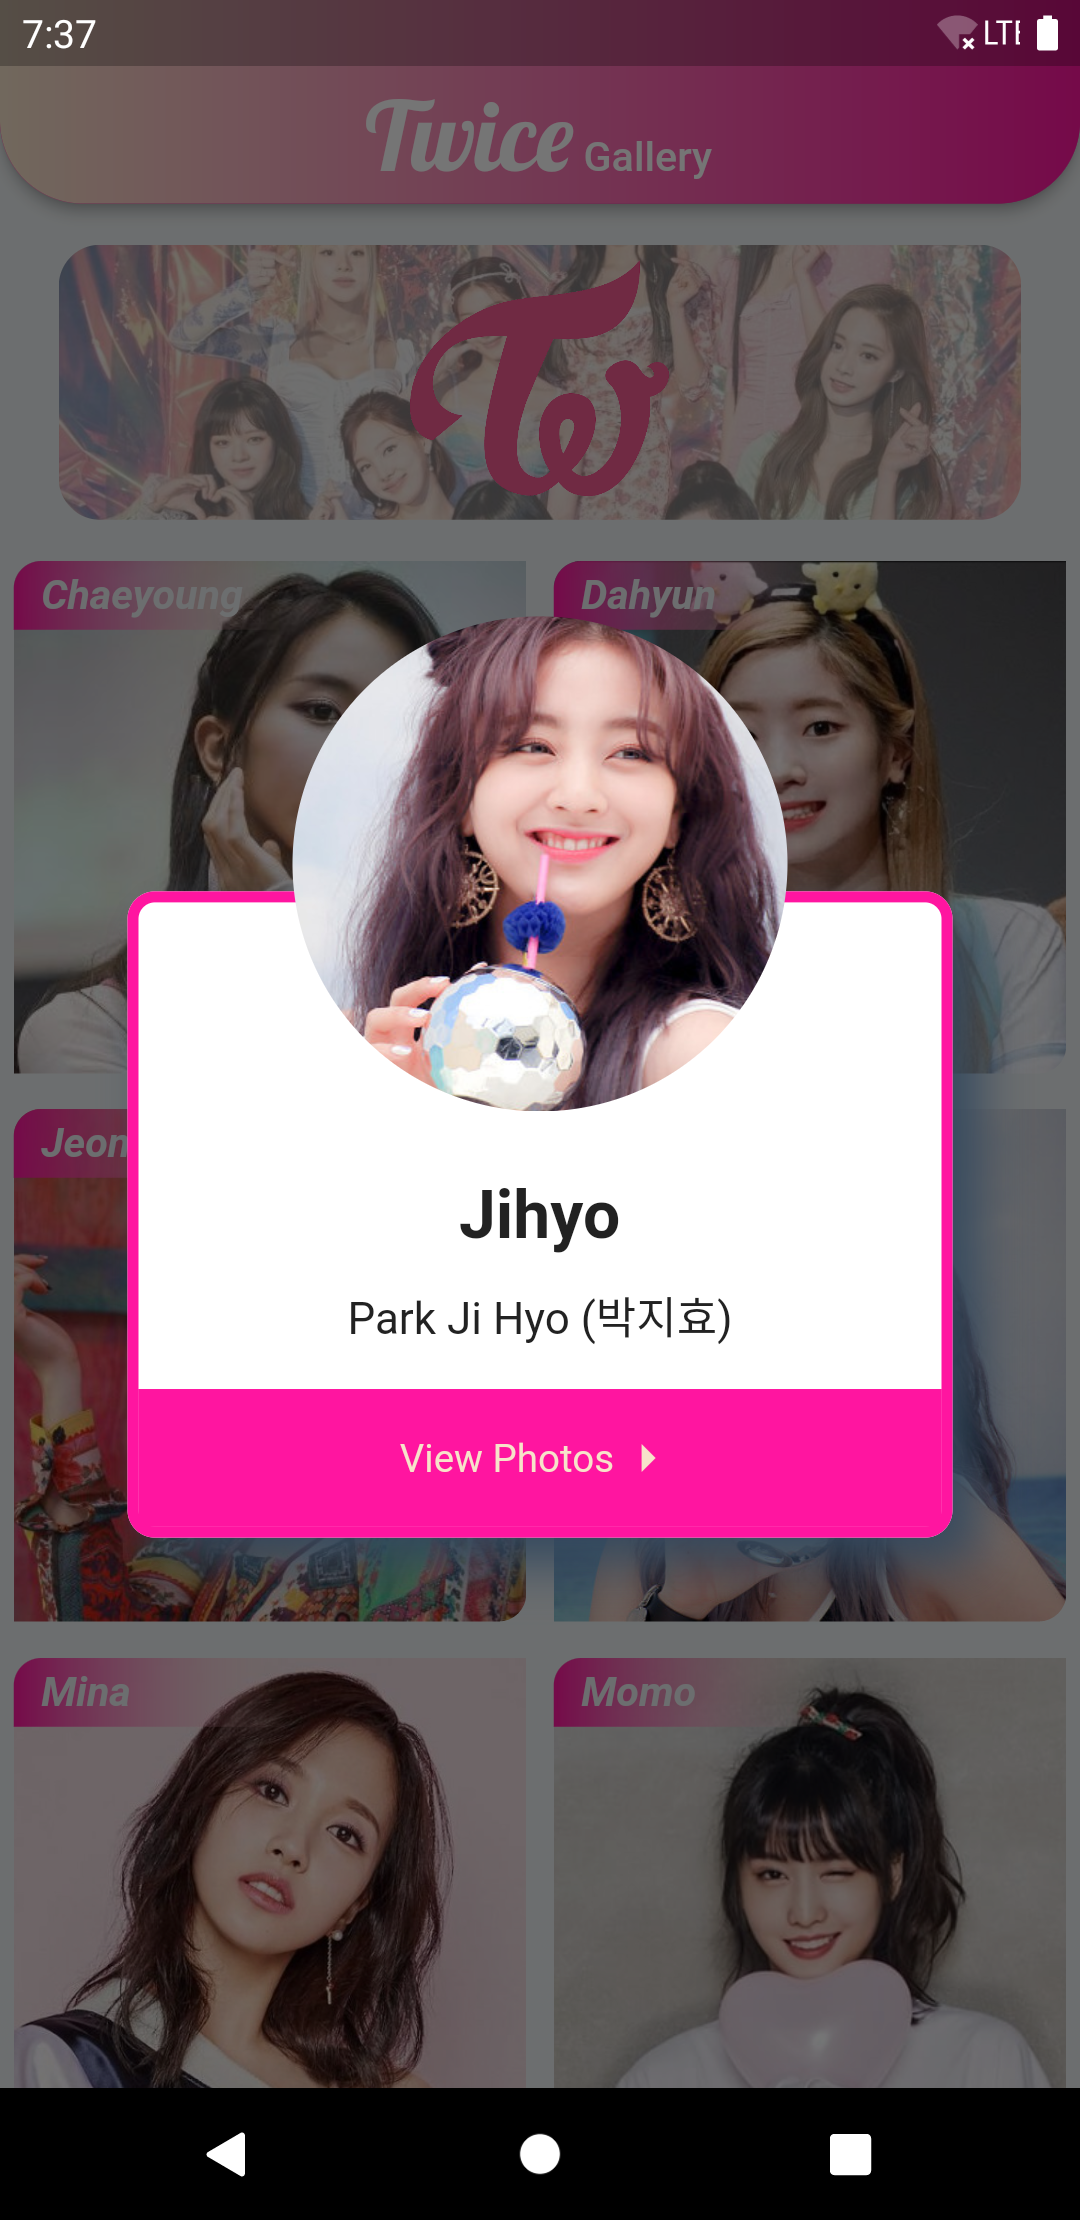 7:37
LTE
Twice Gallery
Tw
Chaeyoung
Dahyun
Jeon
Jihyo
Park Ji Hyo (박지효)
View Photos
Mina
Momo